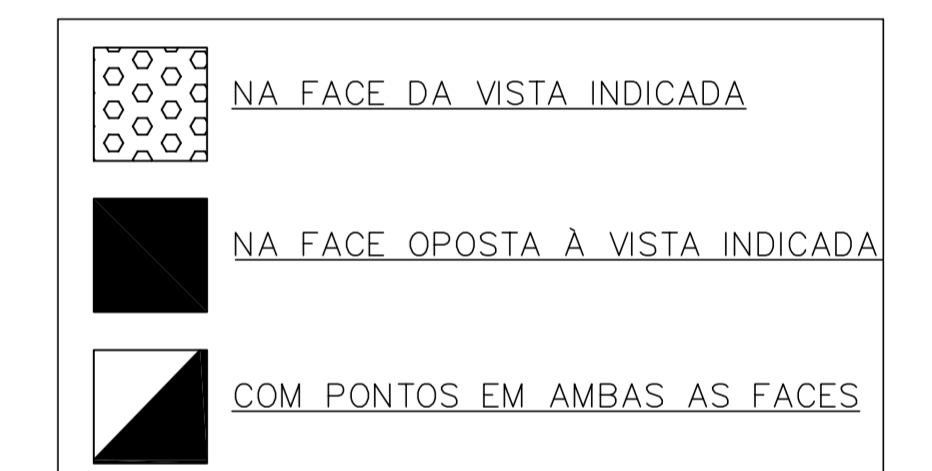 NA FACE DA VISTA INDICADA
NA FACE OPOSTA À VISTA INDICADA
COM PONTOS EM AMBAS AS FACES